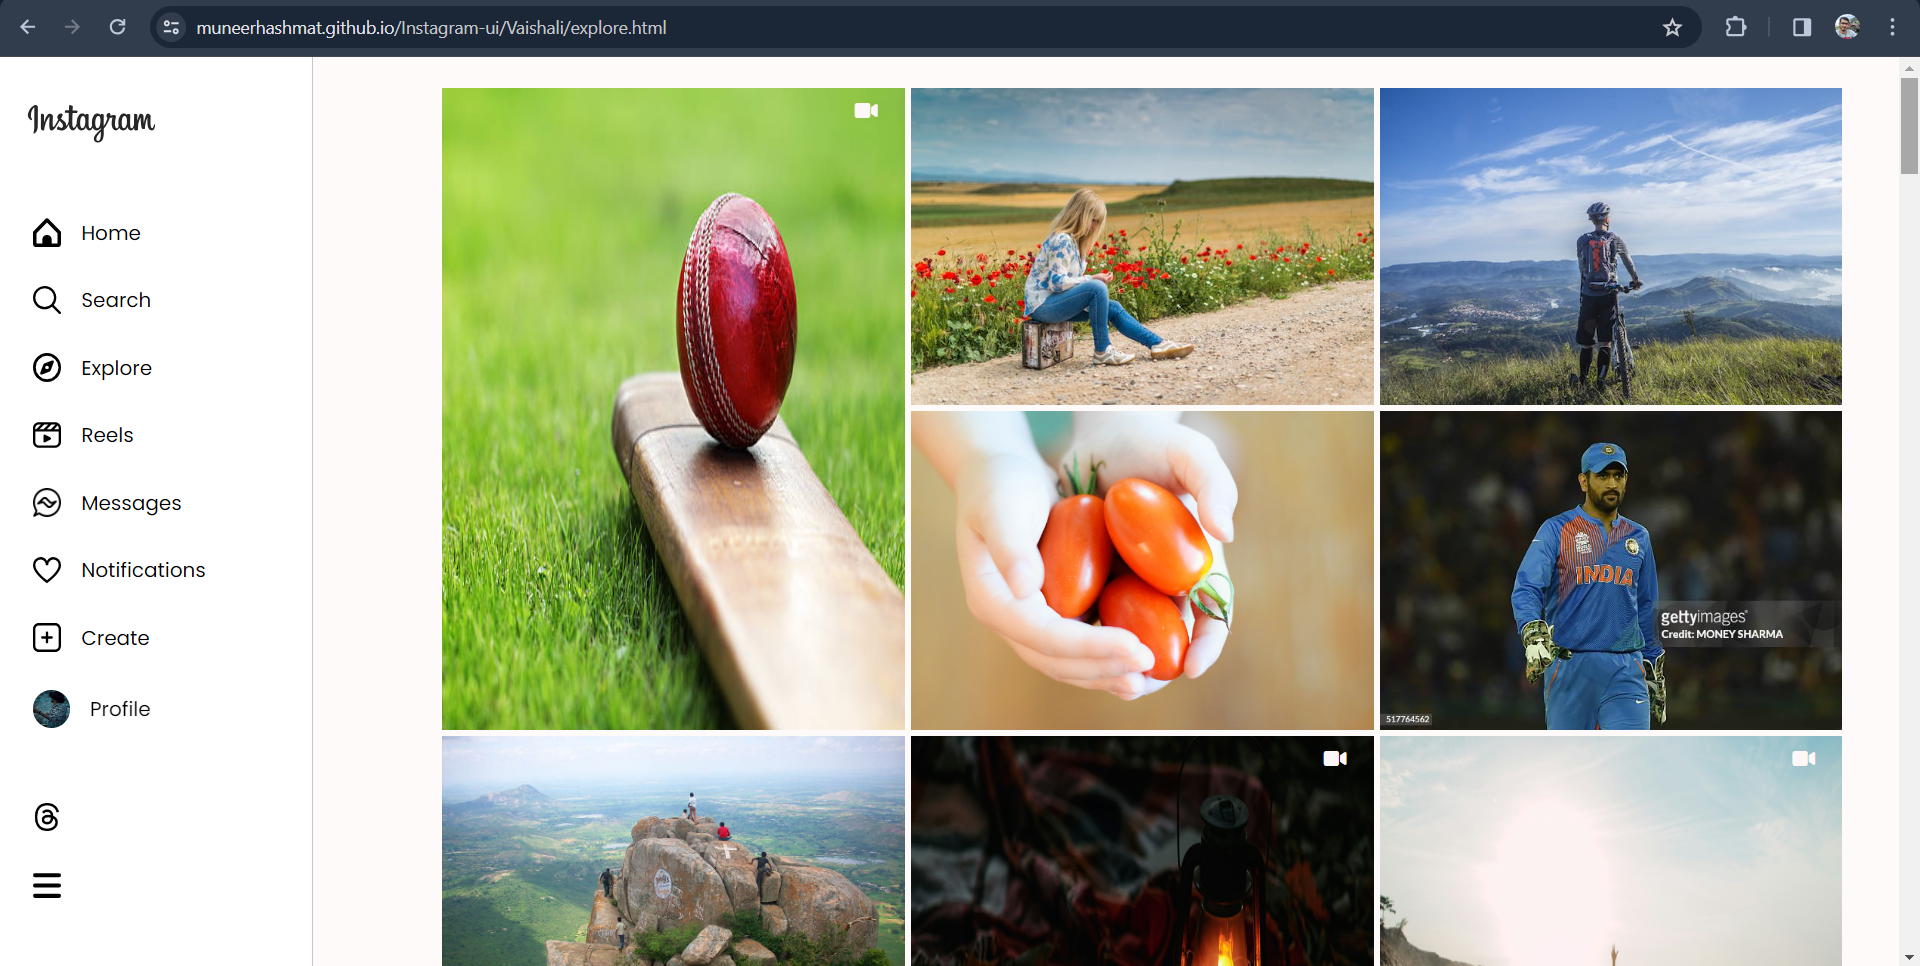 muneerhashmat.github.io/Instagram-ui/Vaishali/explore.html
Instagram
Home
Search
Explore
Reels
Messages
Notifications
Create
Profile
INDIA
gettyimages®
Credit: MONEY SHARMA
517764562